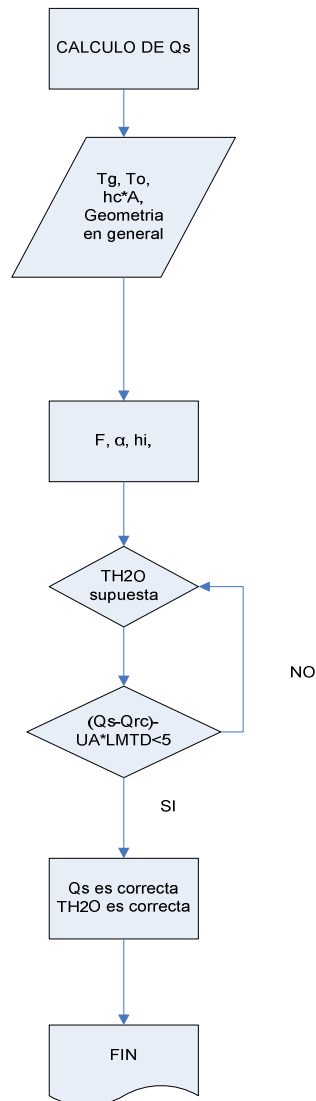 CALCULO DE Qs
Tg, To,
hc*A,
Geometria
en general
F, α, hi,
TH2O
supuesta
NO
(Qs-Qrc)-
UA*LMTD<5
SI
Qs es correcta
TH2O es correcta
FIN